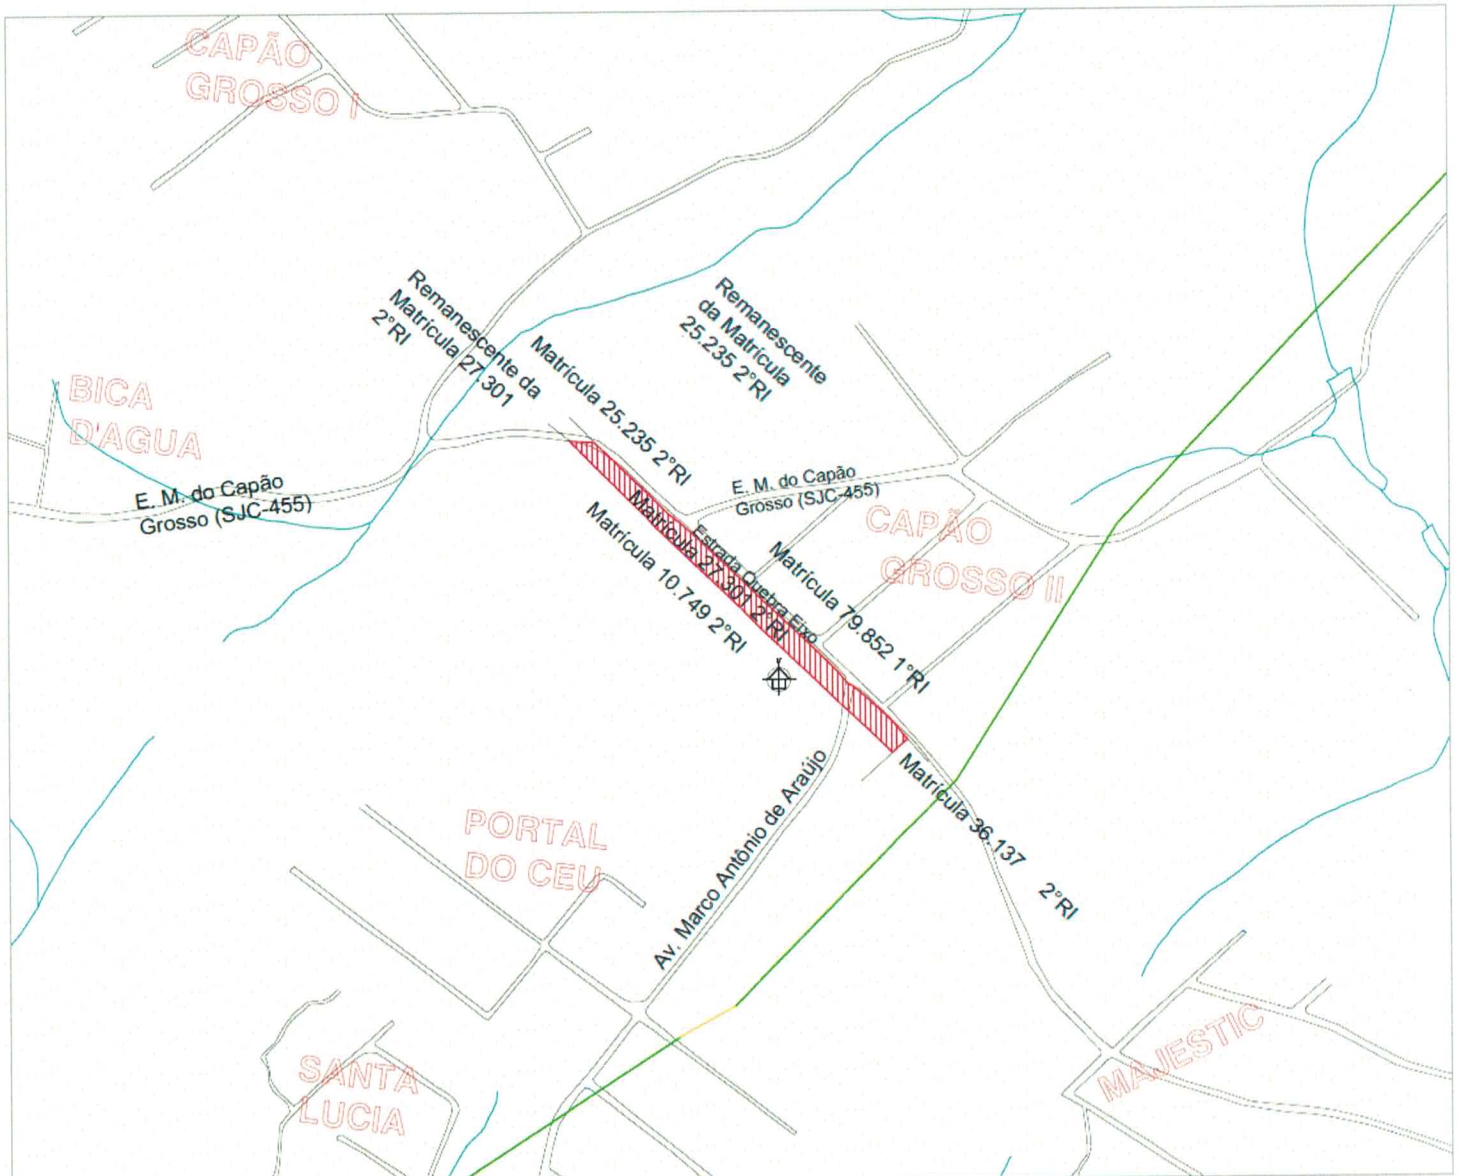 CAPÃO
GROSSO I
Remanescente da
Matrícula 27.301
2°RI
Remanescente
da Matrícula
25.235 2°RI
Matrícula 25.235 2°RI
BICA
D'AGUA
E. M. do Capão
Grosso (SJC-455)
E. M. do Capão
Grosso (SJC-455)
CAPÃO
GROSSO II
Matrícula 27.301 2°RI
Estrada Quebra Eixo
Matrícula 10.749 2°RI
Matrícula 79.852 1°RI
Matrícula 36.137 2°RI
Av. Marco Antônio de Araújo
PORTAL
DO CEU
SANTA
LUCIA
MAJESTIC